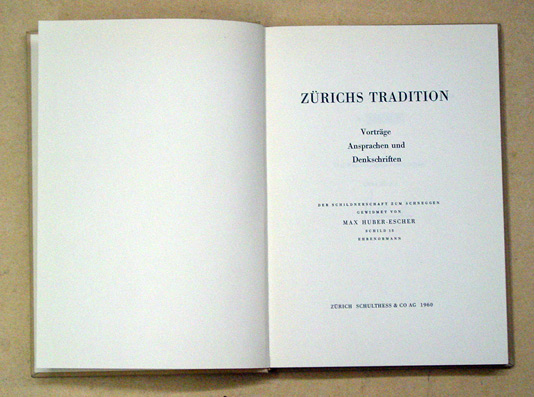 ZÜRICHS TRADITION
Vorträge
Ansprachen und
Denkschriften
DER SCHILDNERSCHAFT ZUM SCHNEGGEN
GEWIDMET VON
MAX HUBER-ESCHER
SCHILD 15
EHRENOBMANN
ZÜRICH SCHULTHESS & CO AG 1960